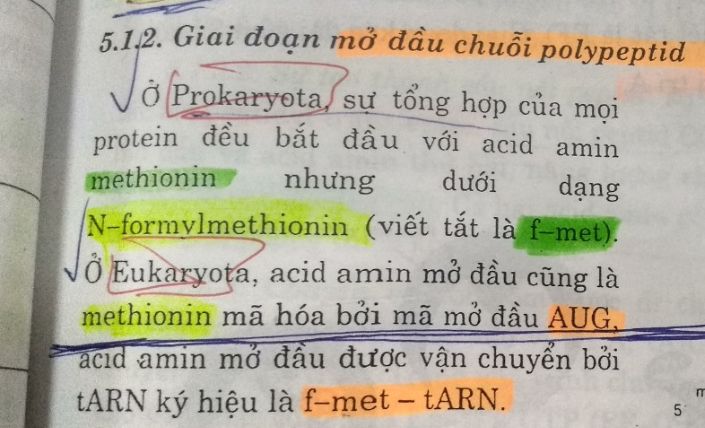 5.1.2. Giai đoạn mở đầu chuỗi polypeptid
Ở Prokaryota, sự tổng hợp của mọi
protein đều bắt đầu với acid amin
methionin nhưng dưới dạng
N-formylmethionin (viết tắt là f-met).
Ở Eukaryota, acid amin mở đầu cũng là
methionin mã hóa bởi mã mở đầu AUG,
acid amin mở đầu được vận chuyển bởi
tARN ký hiệu là f-met - tARN.
5